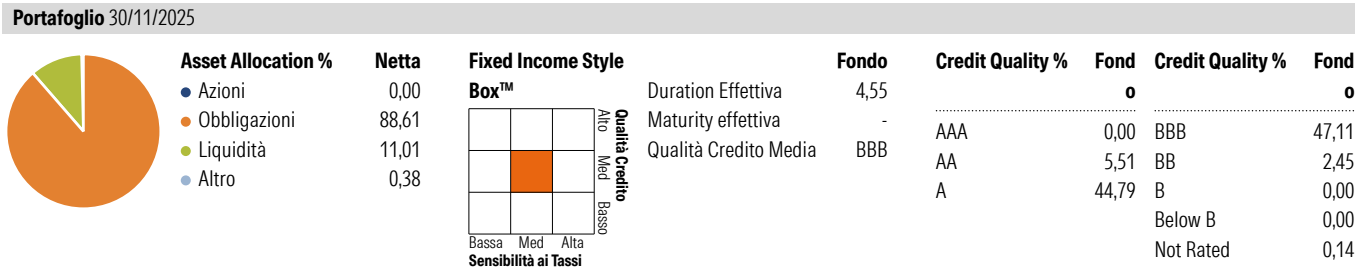 Portafoglio 30/11/2025
Asset Allocation % Netta
Azioni 0,00
Obbligazioni 88,61
Liquidità 11,01
Altro 0,38
Fixed Income Style
Box™
Alto Med Basso
Qualità Credito
Bassa Med Alta
Sensibilità ai Tassi
Fondo
Duration Effettiva 4,55
Maturity effettiva -
Qualità Credito Media BBB
Credit Quality % Fond
o
AAA 0,00
AA 5,51
A 44,79
Credit Quality % Fond
o
BBB 47,11
BB 2,45
B 0,00
Below B 0,00
Not Rated 0,14